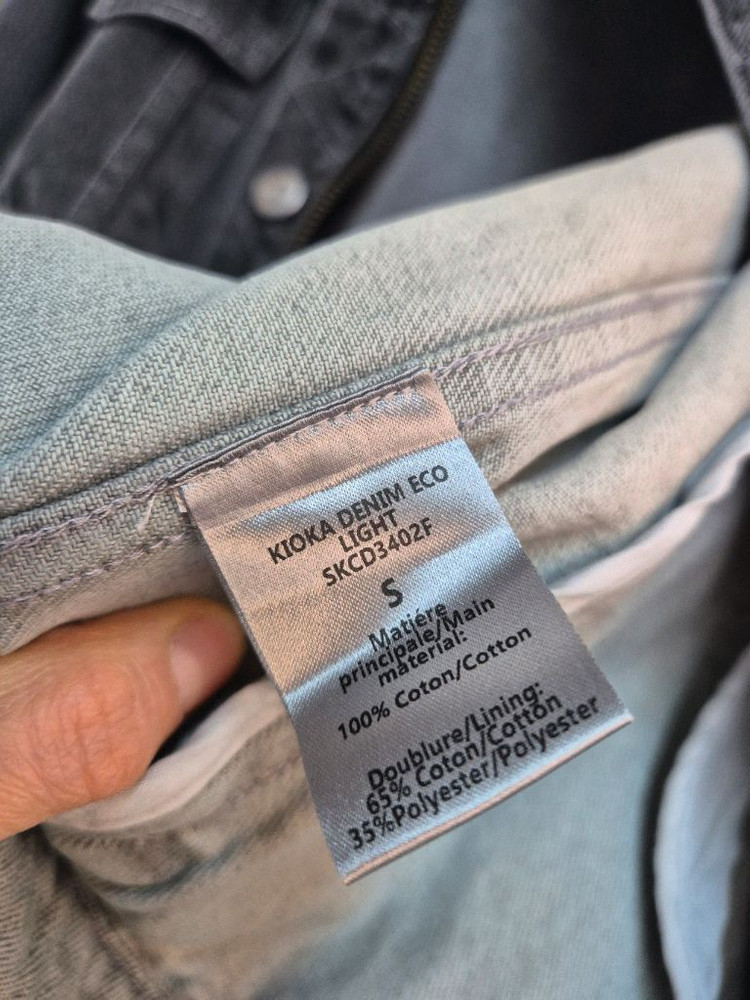 KIOKA DENIM ECO
LIGHT
SKCD3402F
S
Matiére
principale/Main
material:
100% Coton/Cotton
Doublure/Lining:
65% Coton/Cotton
35%Polyester/Polyester